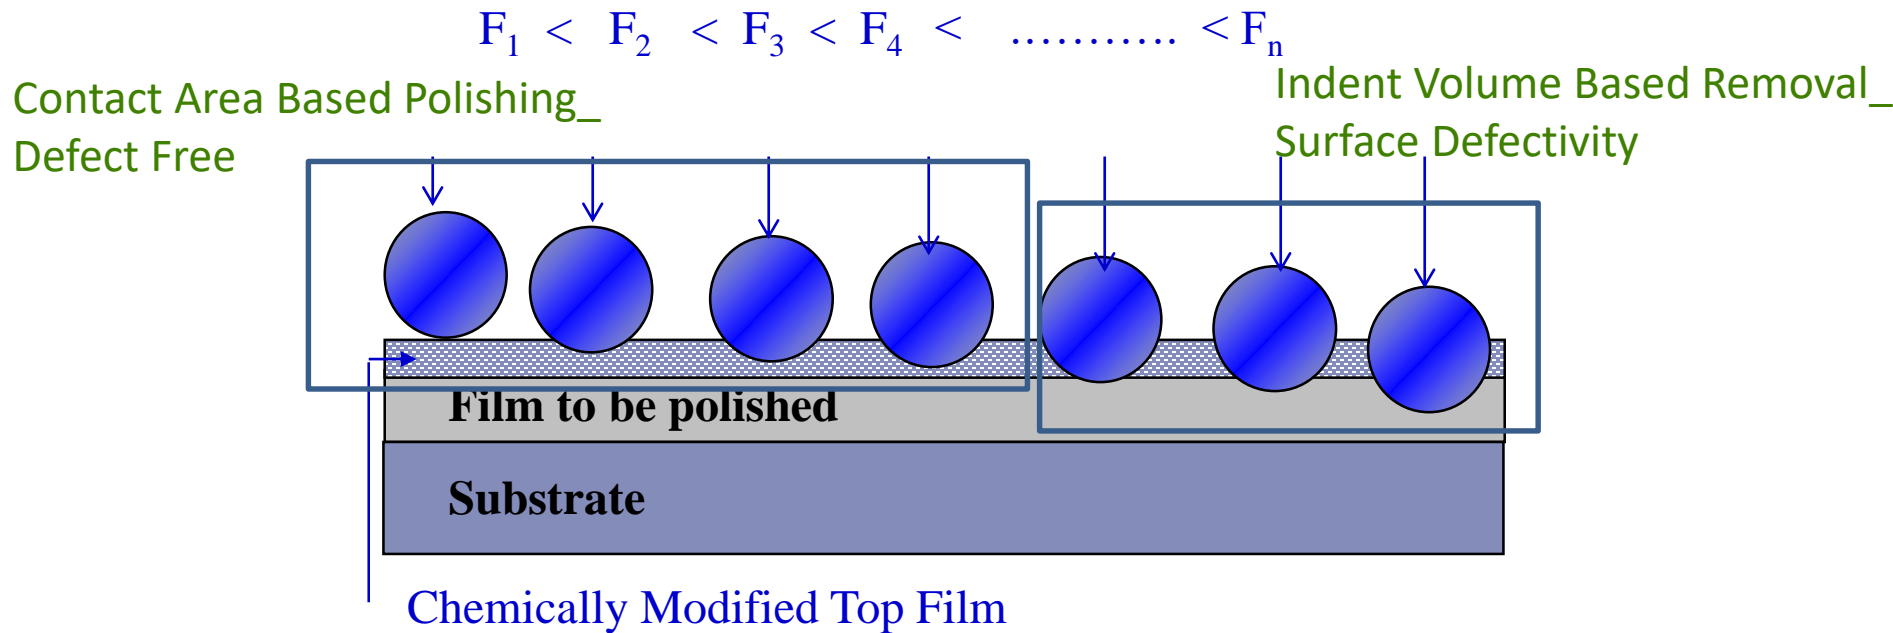 F₁ < F₂ < F₃ < F₄ < ........... < Fₙ
Contact Area Based Polishing_
Defect Free
Indent Volume Based Removal_
Surface Defectivity
Film to be polished
Substrate
Chemically Modified Top Film